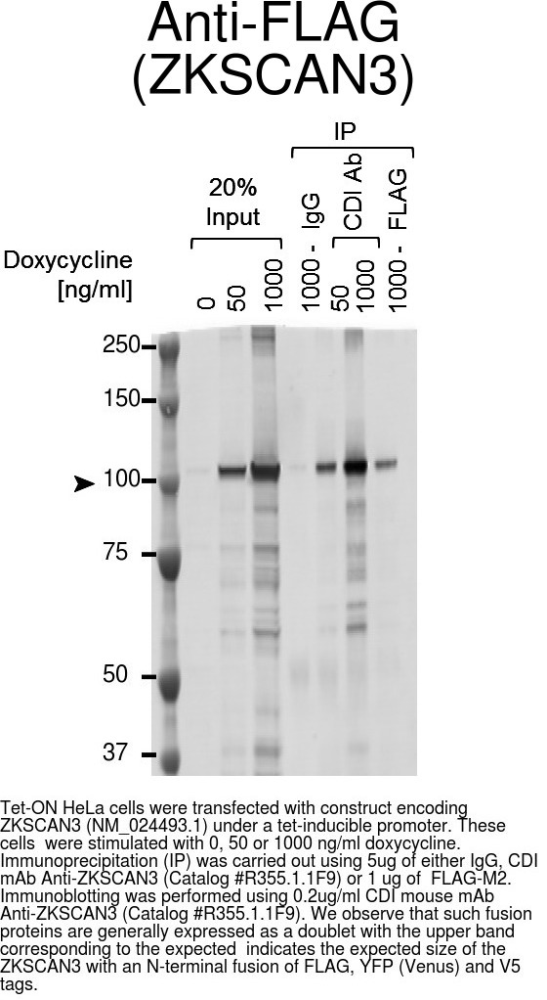 Anti-FLAG
(ZKSCAN3)
IP
20%
Input
Doxycycline
[ng/ml]
0
50
1000
1000 - IgG
50
1000
CDI Ab
1000 - FLAG
250
150
100
75
50
37
Tet-ON HeLa cells were transfected with construct encoding
ZKSCAN3 (NM_024493.1) under a tet-inducible promoter. These
cells  were stimulated with 0, 50 or 1000 ng/ml doxycycline.
Immunoprecipitation (IP) was carried out using 5ug of either IgG, CDI
mAb Anti-ZKSCAN3 (Catalog #R355.1.1F9) or 1 ug of  FLAG-M2.
Immunoblotting was performed using 0.2ug/ml CDI mouse mAb
Anti-ZKSCAN3 (Catalog #R355.1.1F9). We observe that such fusion
proteins are generally expressed as a doublet with the upper band
corresponding to the expected  indicates the expected size of the
ZKSCAN3 with an N-terminal fusion of FLAG, YFP (Venus) and V5
tags.